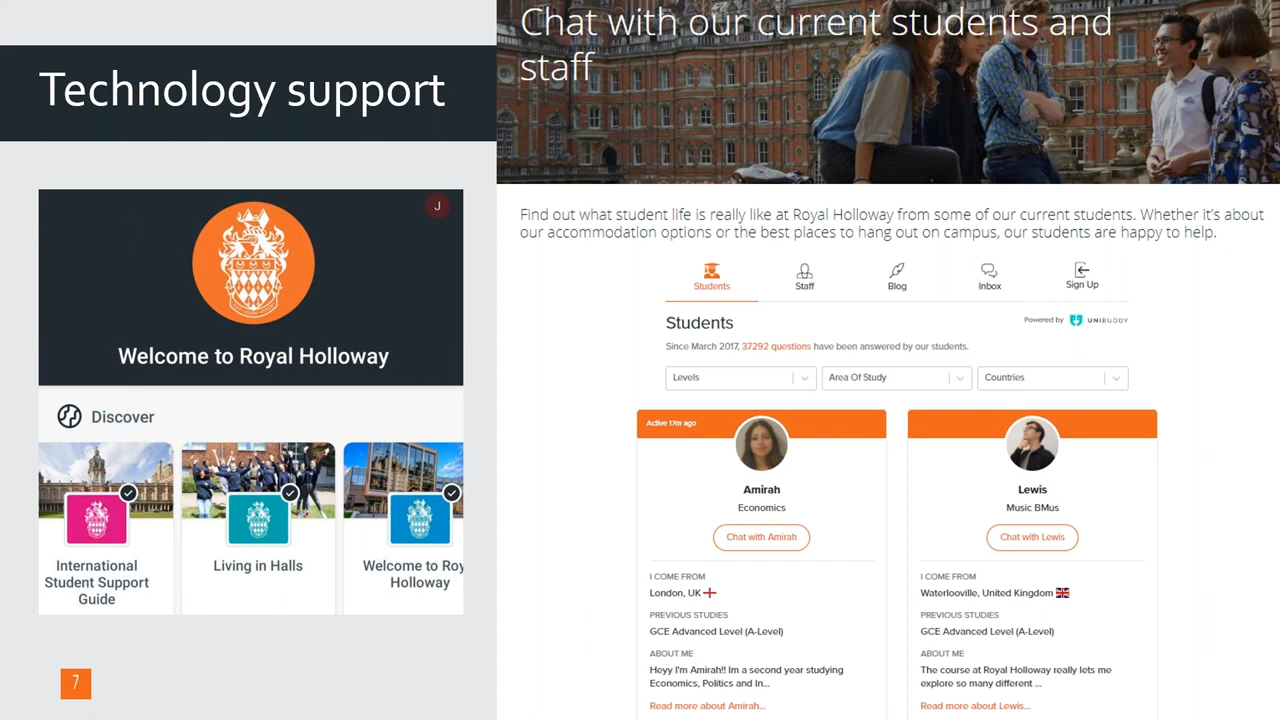 Technology support
J
Welcome to Royal Holloway
Discover
International
Student Support
Guide
Living in Halls
Welcome to Roy
Holloway
7
Chat with our current students and
staff
Find out what student life is really like at Royal Holloway from some of our current students. Whether it's about
our accommodation options or the best places to hang out on campus, our students are happy to help.
Students
Staff
Blog
Inbox
Sign Up
Students
Powered by UNIBUDDY
Since March 2017, 37292 questions have been answered by our students.
Levels
Area Of Study
Countries
Active 17m ago
Amirah
Economics
Chat with Amirah
I COME FROM
London, UK
PREVIOUS STUDIES
GCE Advanced Level (A-Level)
ABOUT ME
Heyy I'm Amirah!! Im a second year studying
Economics, Politics and In...
Read more about Amirah...
Lewis
Music BMus
Chat with Lewis
I COME FROM
Waterlooville, United Kingdom
PREVIOUS STUDIES
GCE Advanced Level (A-Level)
ABOUT ME
The course at Royal Holloway really lets me
explore so many different ...
Read more about Lewis...